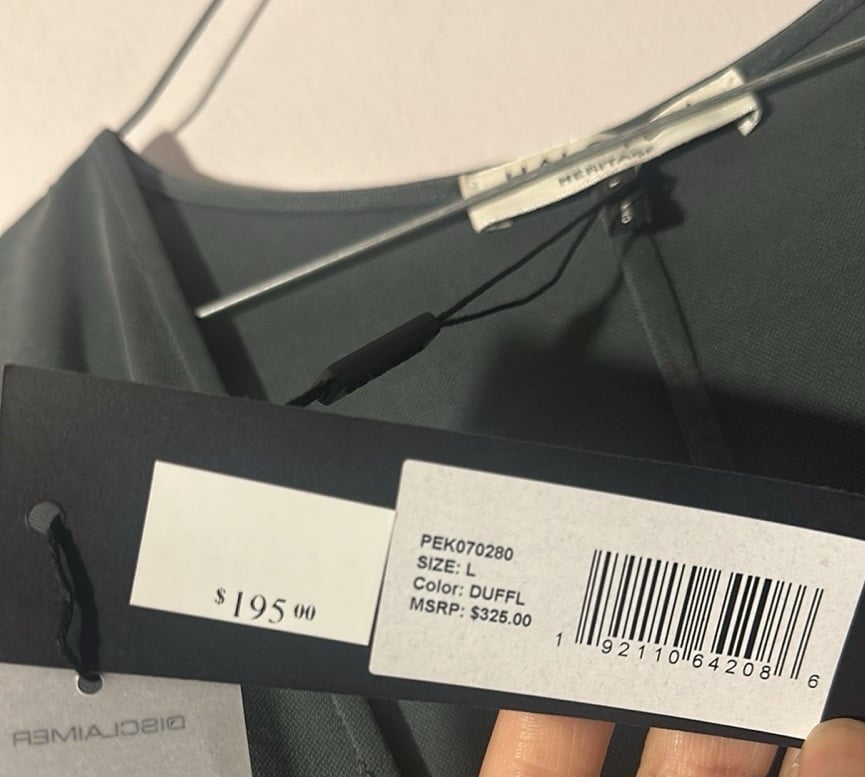 HERITAGE
$195.00
PEK070280
SIZE: L
Color: DUFFL
MSRP: $325.00
1 92110 64208 6
DISCLAIMER